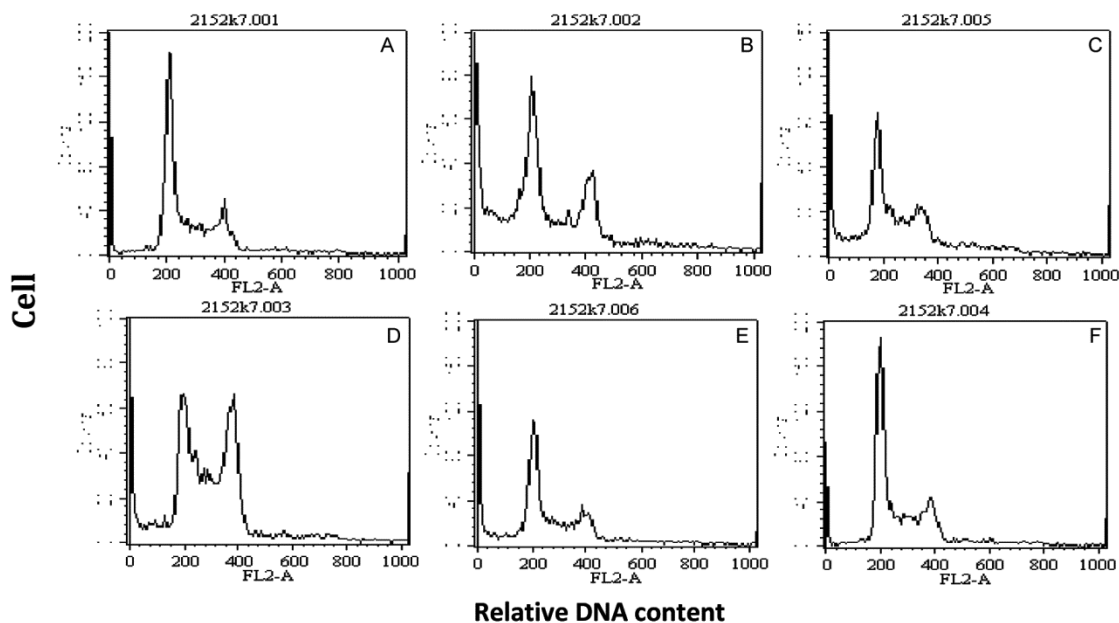 2152k7.001
A
0 200 400 600 800 1000
FL2-A
2152k7.002
B
0 200 400 600 800 1000
FL2-A
2152k7.005
C
0 200 400 600 800 1000
FL2-A
Cell
2152k7.003
D
0 200 400 600 800 1000
FL2-A
2152k7.006
E
0 200 400 600 800 1000
FL2-A
2152k7.004
F
0 200 400 600 800 1000
FL2-A
Relative DNA content